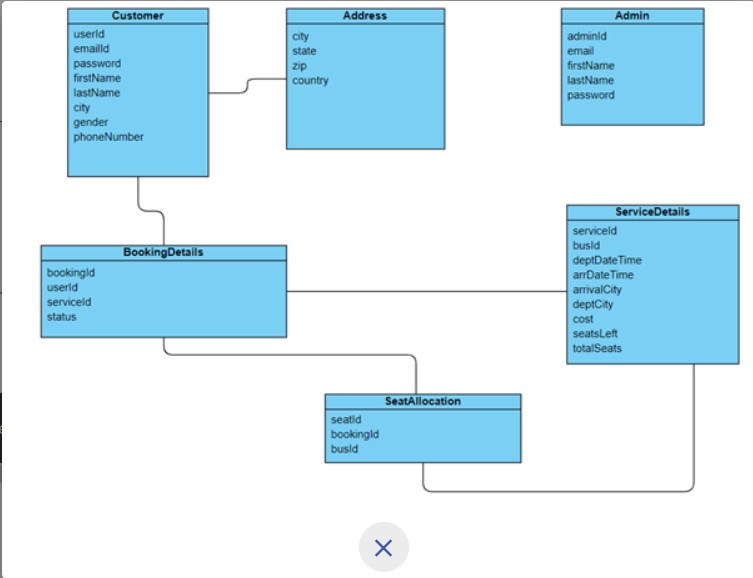 Customer
userId
emailId
password
firstName
lastName
city
gender
phoneNumber
Address
city
state
zip
country
Admin
adminId
email
firstName
lastName
password
BookingDetails
bookingId
userId
serviceId
status
ServiceDetails
serviceId
busId
deptDateTime
arrDateTime
arrivalCity
deptCity
cost
seatsLeft
totalSeats
SeatAllocation
seatId
bookingId
busId